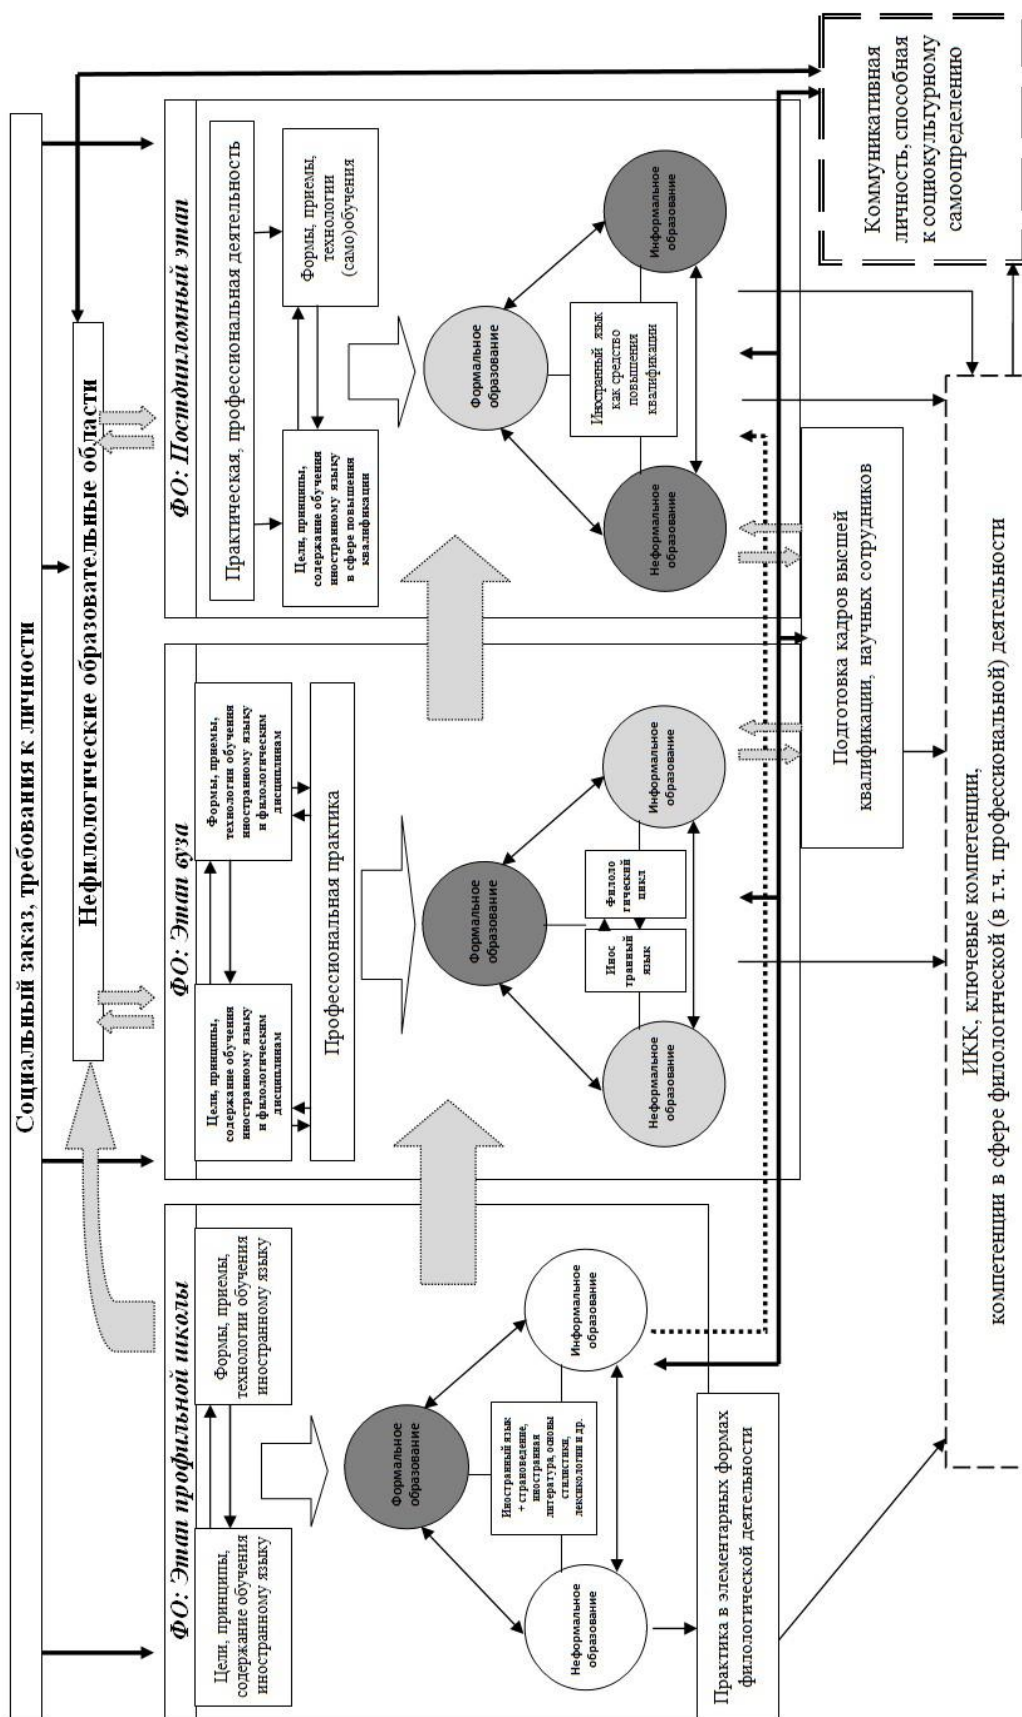 Социальный заказ, требования к личности
Нефилологические образовательные области
ФО: Этап профильной школы
Цели, принципы,
содержание обучения
иностранному языку
Формы, приемы,
технологии обучения
иностранному языку
Формальное
образование
Иностранный язык
+ страноведение,
иностранная
литература, основы
стилистики,
лексикологии и др.
Неформальное
образование
Информальное
образование
Практика в элементарных формах
филологической деятельности
ФО: Этап вуза
Цели, принципы,
содержание обучения
иностранному языку
и филологическим
дисциплинам
Формы, приемы,
технологии обучения
иностранному языку
и филологическим
дисциплинам
Профессиональная практика
Формальное
образование
Инос
транный
язык
Филоло
гический
цикл
Неформальное
образование
Информальное
образование
ФО: Постдипломный этап
Практическая, профессиональная деятельность
Цели, принципы,
содержание обучения
иностранному языку
в сфере повышения
квалификации
Формы, приемы,
технологии
(само)обучения
Формальное
образование
Иностранный язык
как средство
повышения
квалификации
Неформальное
образование
Информальное
образование
Подготовка кадров высшей
квалификации, научных сотрудников
ИКК, ключевые компетенции,
компетенции в сфере филологической (в т.ч. профессиональной) деятельности
Коммуникативная
личность, способная
к социокультурному
самоопределению